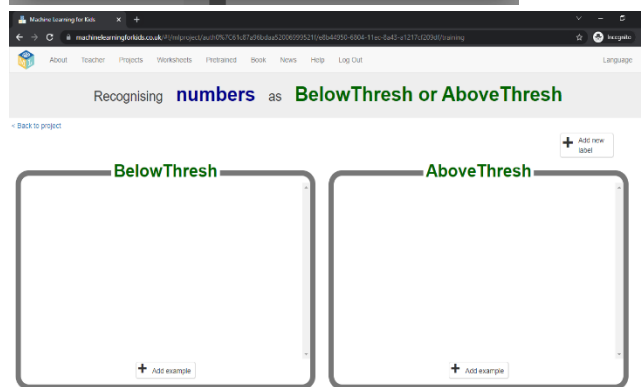 Machine Learning for Kids
machinelearningforkids.co.uk
Incognito
About Teacher Projects Worksheets Pretrained Book News Help Log Out Language
Recognising numbers as BelowThresh or AboveThresh
< Back to project
+ Add new label
BelowThresh
AboveThresh
+ Add example
+ Add example